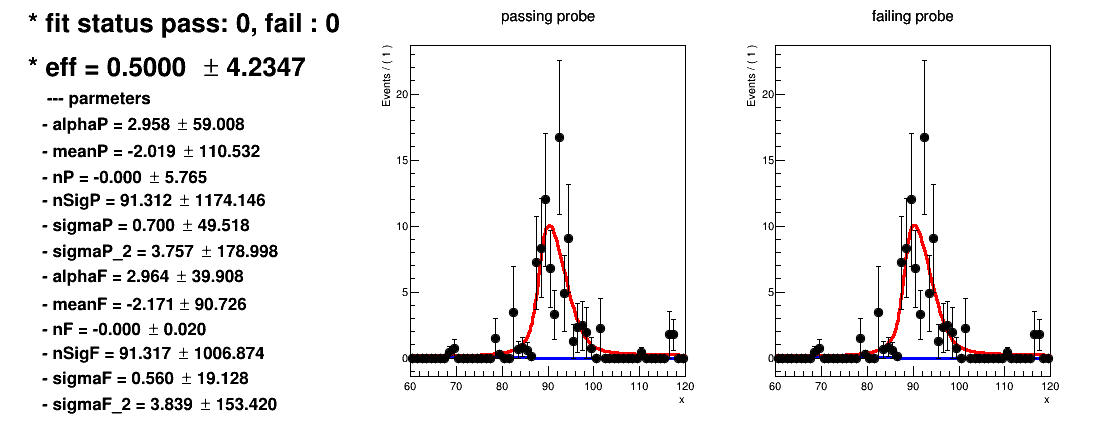 * fit status pass: 0, fail : 0
* eff = 0.5000 ± 4.2347
--- parmeters
- alphaP = 2.958 ± 59.008
- meanP = -2.019 ± 110.532
- nP = -0.000 ± 5.765
- nSigP = 91.312 ± 1174.146
- sigmaP = 0.700 ± 49.518
- sigmaP_2 = 3.757 ± 178.998
- alphaF = 2.964 ± 39.908
- meanF = -2.171 ± 90.726
- nF = -0.000 ± 0.020
- nSigF = 91.317 ± 1006.874
- sigmaF = 0.560 ± 19.128
- sigmaF_2 = 3.839 ± 153.420
passing probe
Events / ( 1 )
20
15
10
5
0
60 70 80 90 100 110 120
x
failing probe
Events / ( 1 )
20
15
10
5
0
60 70 80 90 100 110 120
x